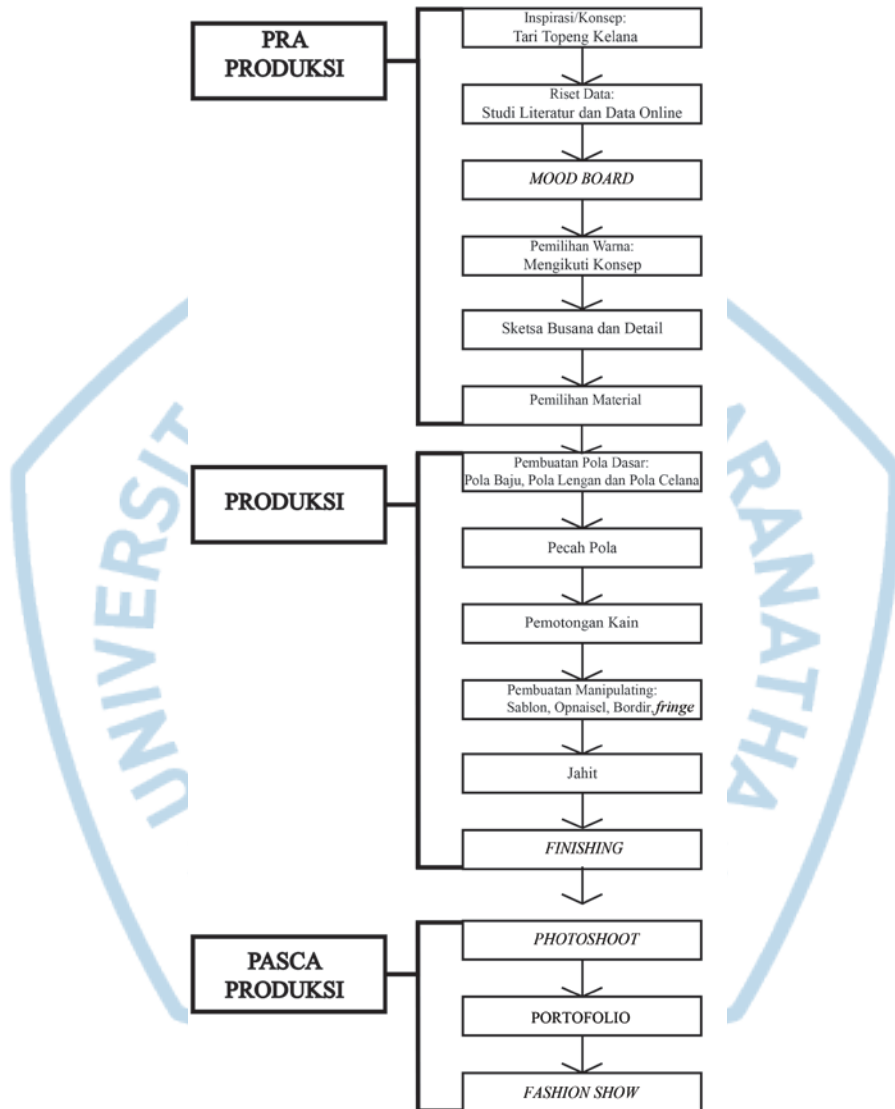 PRA
PRODUKSI
Inspirasi/Konsep:
Tari Topeng Kelana
Riset Data:
Studi Literatur dan Data Online
MOOD BOARD
Pemilihan Warna:
Mengikuti Konsep
Sketsa Busana dan Detail
Pemilihan Material
PRODUKSI
Pembuatan Pola Dasar:
Pola Baju, Pola Lengan dan Pola Celana
Pecah Pola
Pemotongan Kain
Pembuatan Manipulating:
Sablon, Opnaisel, Bordir,fringe
Jahit
FINISHING
PASCA
PRODUKSI
PHOTOSHOOT
PORTOFOLIO
FASHION SHOW
UNIVERSIT
ARANATHA